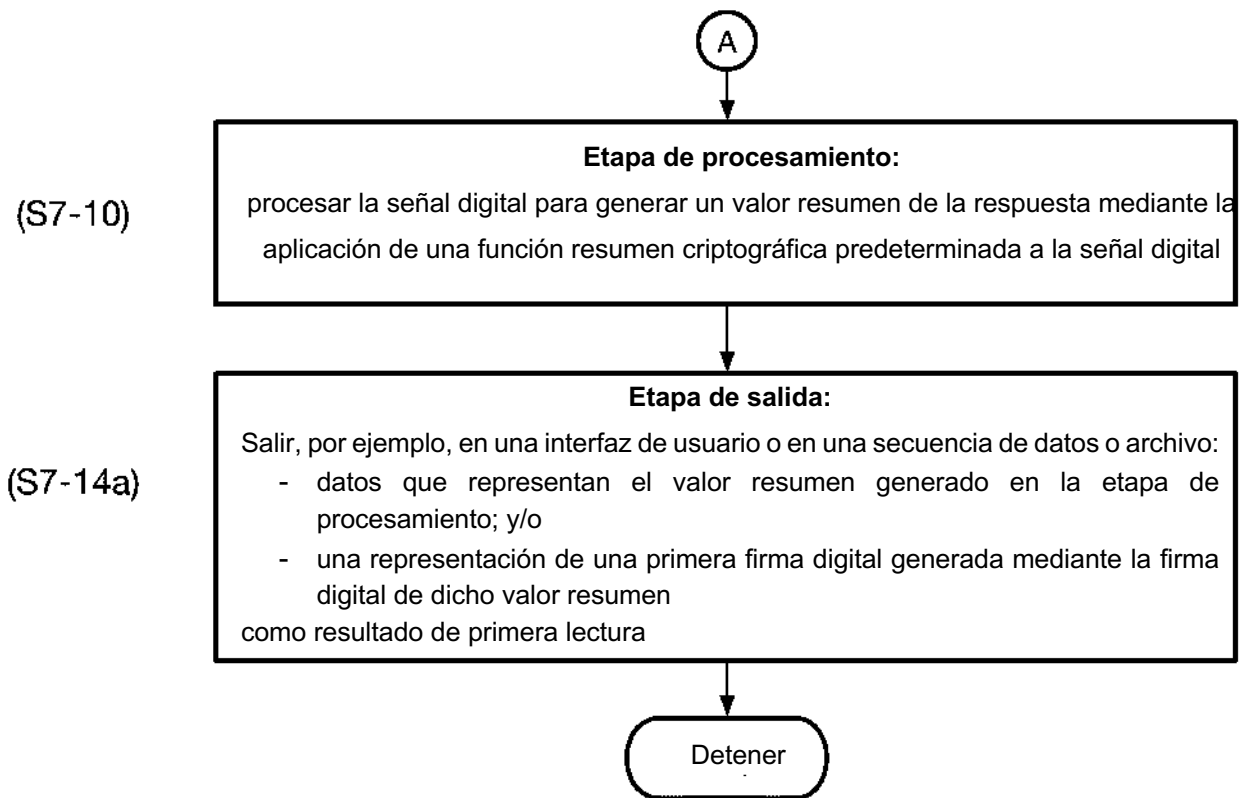 A
(S7-10)
Etapa de procesamiento:
procesar la señal digital para generar un valor resumen de la respuesta mediante la
aplicación de una función resumen criptográfica predeterminada a la señal digital
(S7-14a)
Etapa de salida:
Salir, por ejemplo, en una interfaz de usuario o en una secuencia de datos o archivo:
- datos que representan el valor resumen generado en la etapa de
procesamiento; y/o
- una representación de una primera firma digital generada mediante la firma
digital de dicho valor resumen
como resultado de primera lectura
Detener